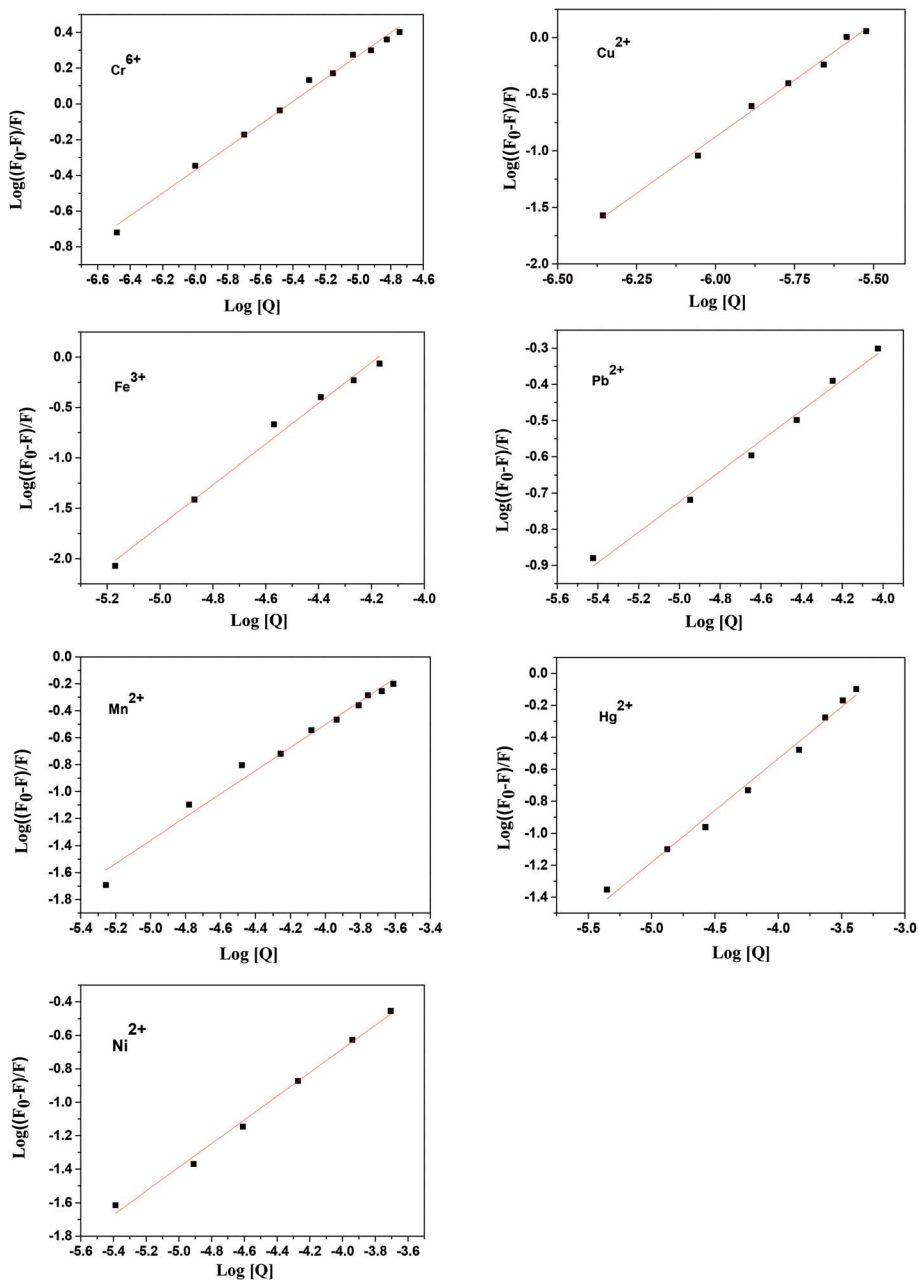 Cr6+
Log((F0-F)/F)
0.4
0.2
0.0
-0.2
-0.4
-0.6
-0.8
-6.6 -6.4 -6.2 -6.0 -5.8 -5.6 -5.4 -5.2 -5.0 -4.8 -4.6
Log [Q]
Cu2+
Log((F0-F)/F)
0.0
-0.5
-1.0
-1.5
-2.0
-6.50 -6.00 -5.75 -5.50
Log [Q]
Fe3+
Log((F0-F)/F)
0.0
-0.5
-1.0
-1.5
-2.0
-5.2 -5.0 -4.8 -4.6 -4.4 -4.2 -4.0
Log [Q]
Pb2+
Log((F0-F)/F)
-0.3
-0.4
-0.5
-0.6
-0.7
-0.8
-0.9
-5.6 -5.4 -5.2 -4.9 -4.8 -4.6 -4.4 -4.2 -4.0
Log [Q]
Mn2+
Log((F0-F)/F)
0.0
-0.2
-0.4
-0.6
-0.8
-1.0
-1.2
-1.4
-1.6
-1.8
-5.4 -5.2 -5.0 -4.8 -4.6 -4.4 -4.2 -4.0 -3.8 -3.6 -3.4
Log [Q]
Hg2+
Log((F0-F)/F)
0.0
-0.2
-0.4
-0.6
-0.8
-1.0
-1.2
-1.4
-5.6 -5.0 -4.5 -4.0 -3.5 -3.0
Log [Q]
Ni2+
Log((F0-F)/F)
-0.4
-0.6
-0.8
-1.0
-1.2
-1.4
-1.6
-1.8
-5.6 -5.4 -5.2 -5.0 -4.8 -4.6 -4.4 -4.2 -4.0 -3.8 -3.6
Log [Q]